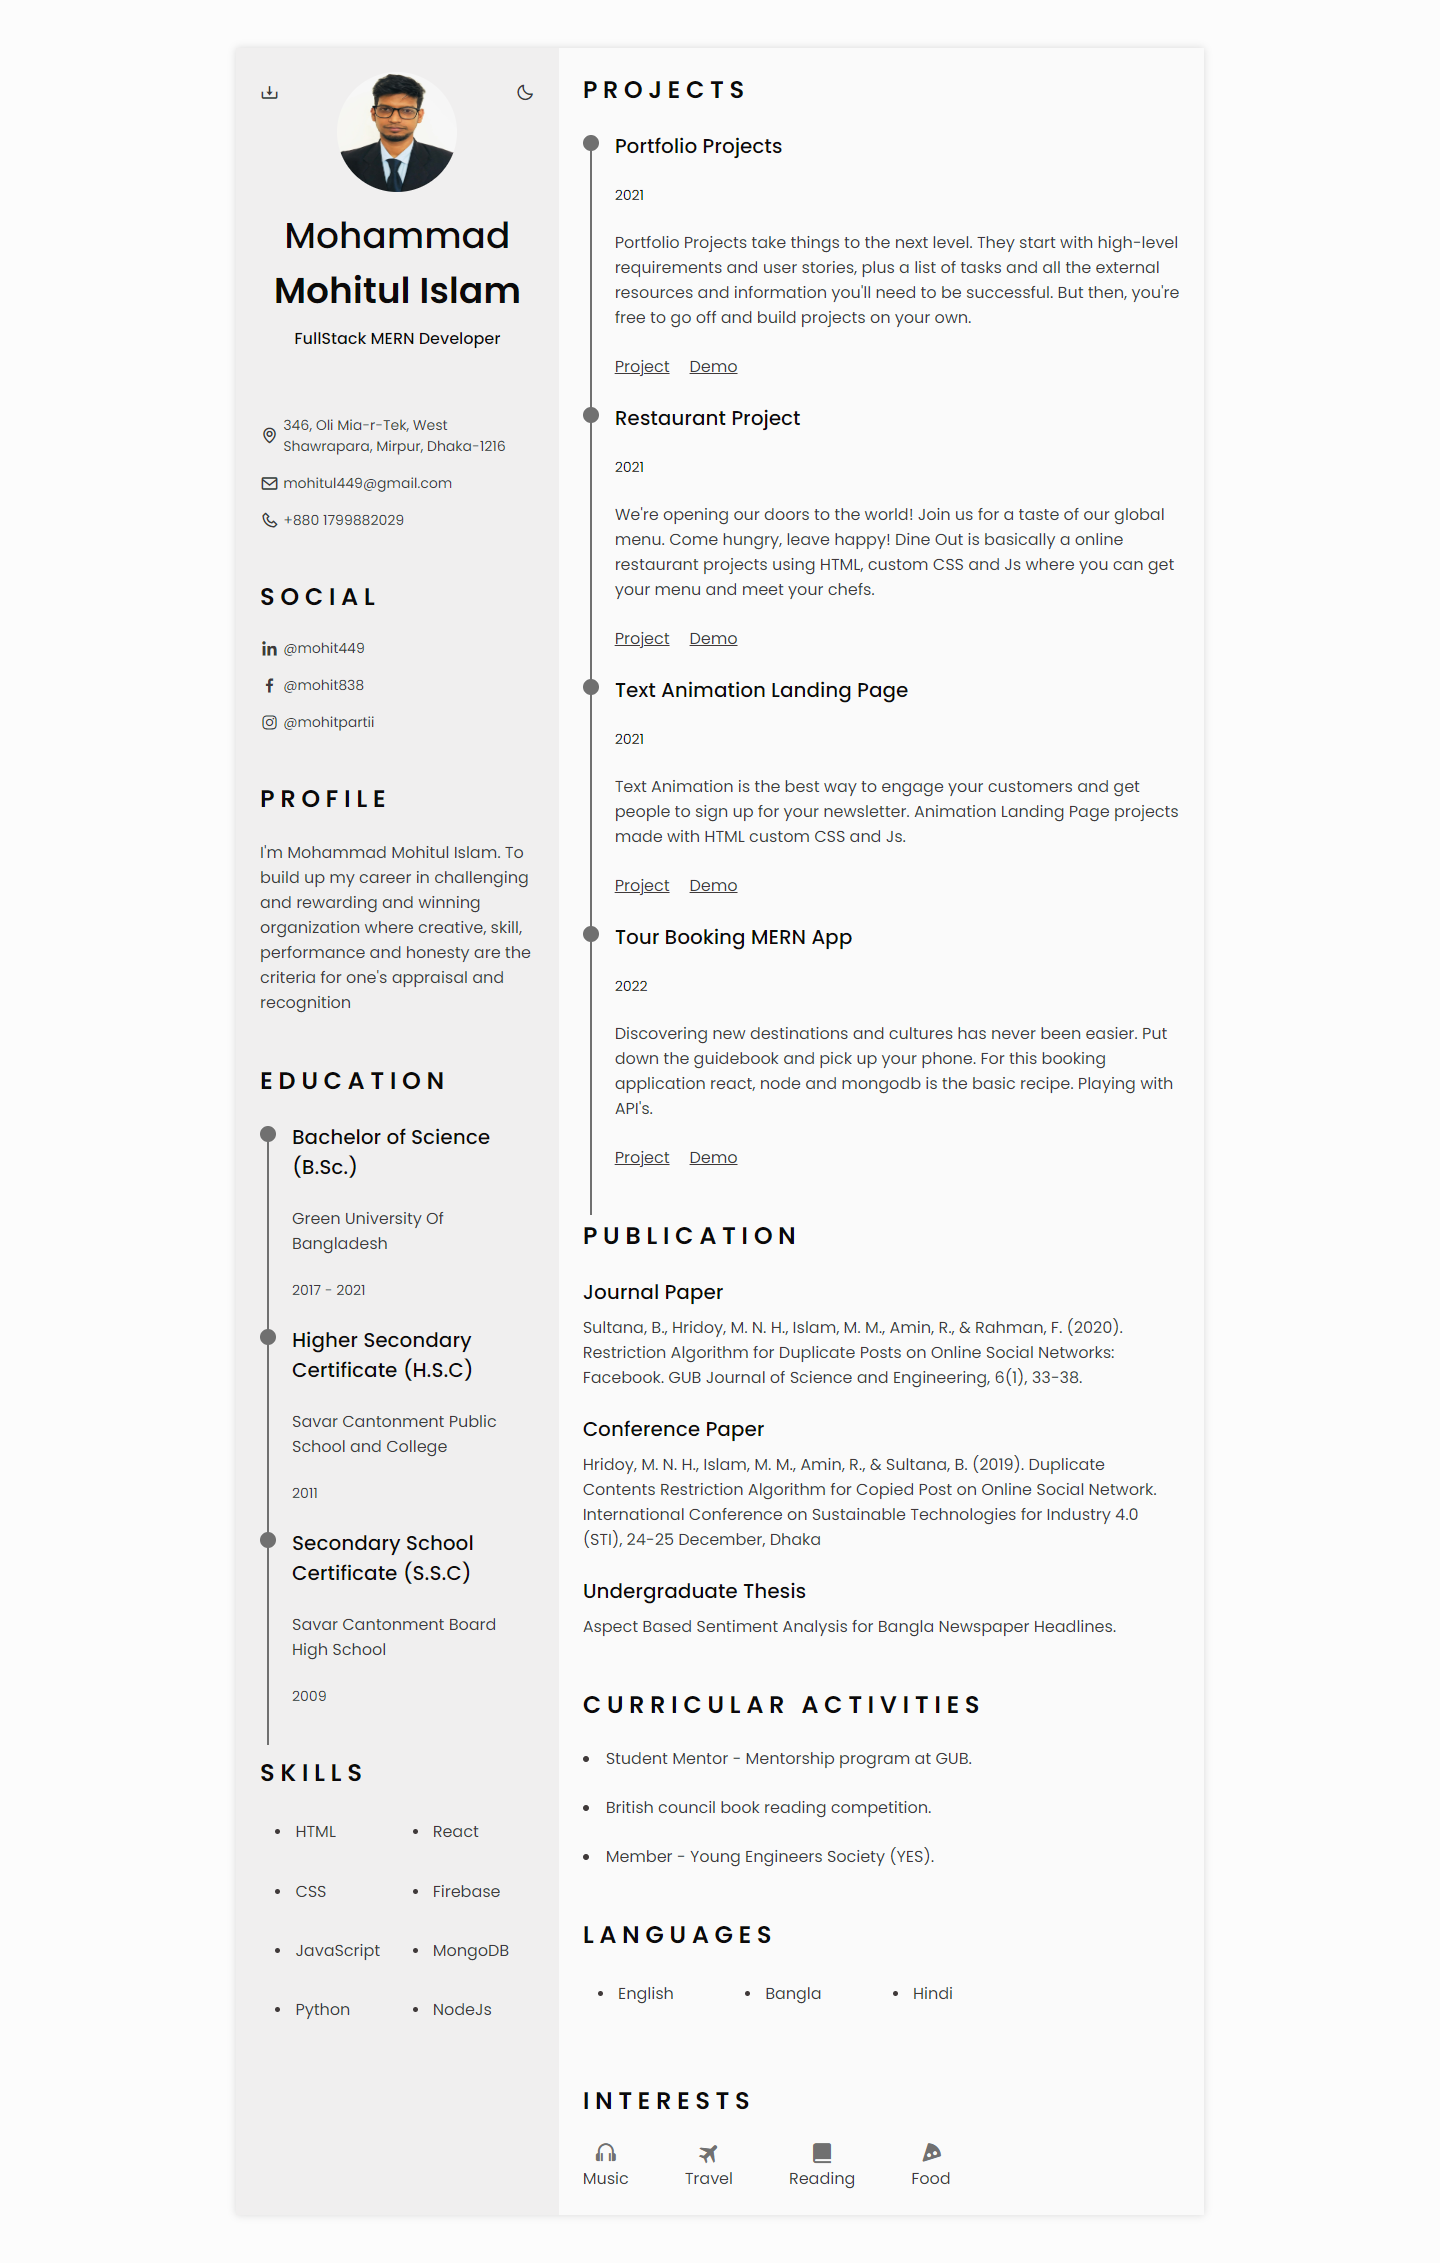 Mohammad
Mohitul Islam
FullStack MERN Developer
346, Oli Mia-r-Tek, West
Shawrapara, Mirpur, Dhaka-1216
mohitul449@gmail.com
+880 1799882029
SOCIAL
@mohit449
@mohit838
@mohitpartii
PROFILE
I'm Mohammad Mohitul Islam. To
build up my career in challenging
and rewarding and winning
organization where creative, skill,
performance and honesty are the
criteria for one's appraisal and
recognition
EDUCATION
Bachelor of Science
(B.Sc.)
Green University Of
Bangladesh
2017 - 2021
Higher Secondary
Certificate (H.S.C)
Savar Cantonment Public
School and College
2011
Secondary School
Certificate (S.S.C)
Savar Cantonment Board
High School
2009
SKILLS
• HTML • React
• CSS • Firebase
• JavaScript • MongoDB
• Python • NodeJs
PROJECTS
Portfolio Projects
2021
Portfolio Projects take things to the next level. They start with high-level
requirements and user stories, plus a list of tasks and all the external
resources and information you'll need to be successful. But then, you're
free to go off and build projects on your own.
Project Demo
Restaurant Project
2021
We're opening our doors to the world! Join us for a taste of our global
menu. Come hungry, leave happy! Dine Out is basically a online
restaurant projects using HTML, custom CSS and Js where you can get
your menu and meet your chefs.
Project Demo
Text Animation Landing Page
2021
Text Animation is the best way to engage your customers and get
people to sign up for your newsletter. Animation Landing Page projects
made with HTML custom CSS and Js.
Project Demo
Tour Booking MERN App
2022
Discovering new destinations and cultures has never been easier. Put
down the guidebook and pick up your phone. For this booking
application react, node and mongodb is the basic recipe. Playing with
API's.
Project Demo
PUBLICATION
Journal Paper
Sultana, B., Hridoy, M. N. H., Islam, M. M., Amin, R., & Rahman, F. (2020).
Restriction Algorithm for Duplicate Posts on Online Social Networks:
Facebook. GUB Journal of Science and Engineering, 6(1), 33-38.
Conference Paper
Hridoy, M. N. H., Islam, M. M., Amin, R., & Sultana, B. (2019). Duplicate
Contents Restriction Algorithm for Copied Post on Online Social Network.
International Conference on Sustainable Technologies for Industry 4.0
(STI), 24-25 December, Dhaka
Undergraduate Thesis
Aspect Based Sentiment Analysis for Bangla Newspaper Headlines.
CURRICULAR ACTIVITIES
• Student Mentor - Mentorship program at GUB.
• British council book reading competition.
• Member - Young Engineers Society (YES).
LANGUAGES
• English • Bangla • Hindi
INTERESTS
Music Travel Reading Food